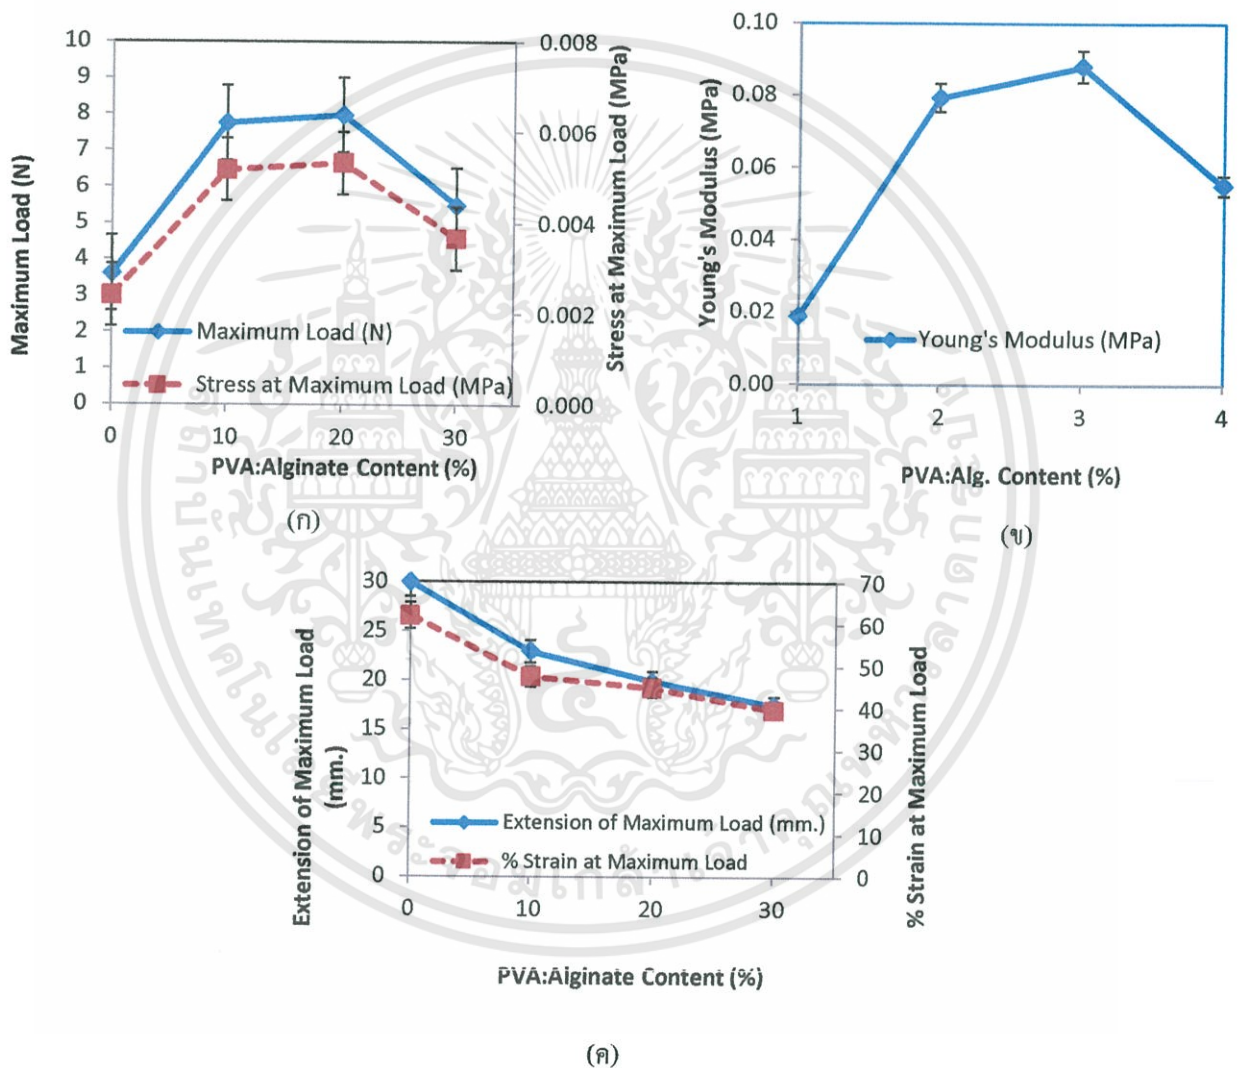 10
9
8
7
6
5
4
3
2
1
0
Maximum Load (N)
0.008
0.006
0.004
0.002
0.000
Stress at Maximum Load (MPa)
Maximum Load (N)
Stress at Maximum Load (MPa)
0 10 20 30
PVA:Alginate Content (%)
(ก)
0.10
0.08
0.06
0.04
0.02
0.00
Young's Modulus (MPa)
Young's Modulus (MPa)
1 2 3 4
PVA:Alg. Content (%)
(ข)
30
25
20
15
10
5
0
Extension of Maximum Load
(mm.)
70
60
50
40
30
20
10
0
% Strain at Maximum Load
Extension of Maximum Load (mm.)
% Strain at Maximum Load
0 10 20 30
PVA:Alginate Content (%)
(ค)